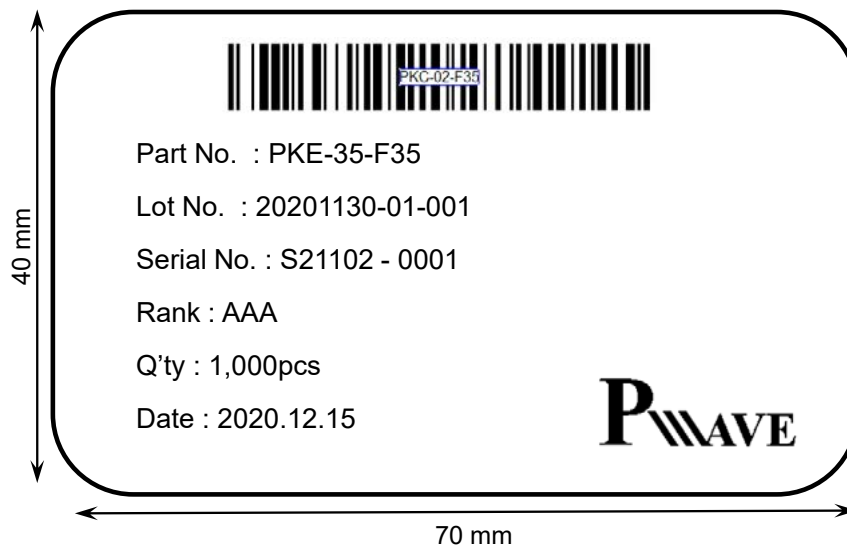 PKC-02-F35
Part No. : PKE-35-F35
Lot No. : 20201130-01-001
Serial No. : S21102 - 0001
Rank : AAA
Q’ty : 1,000pcs
Date : 2020.12.15
PWAVE
40 mm
70 mm